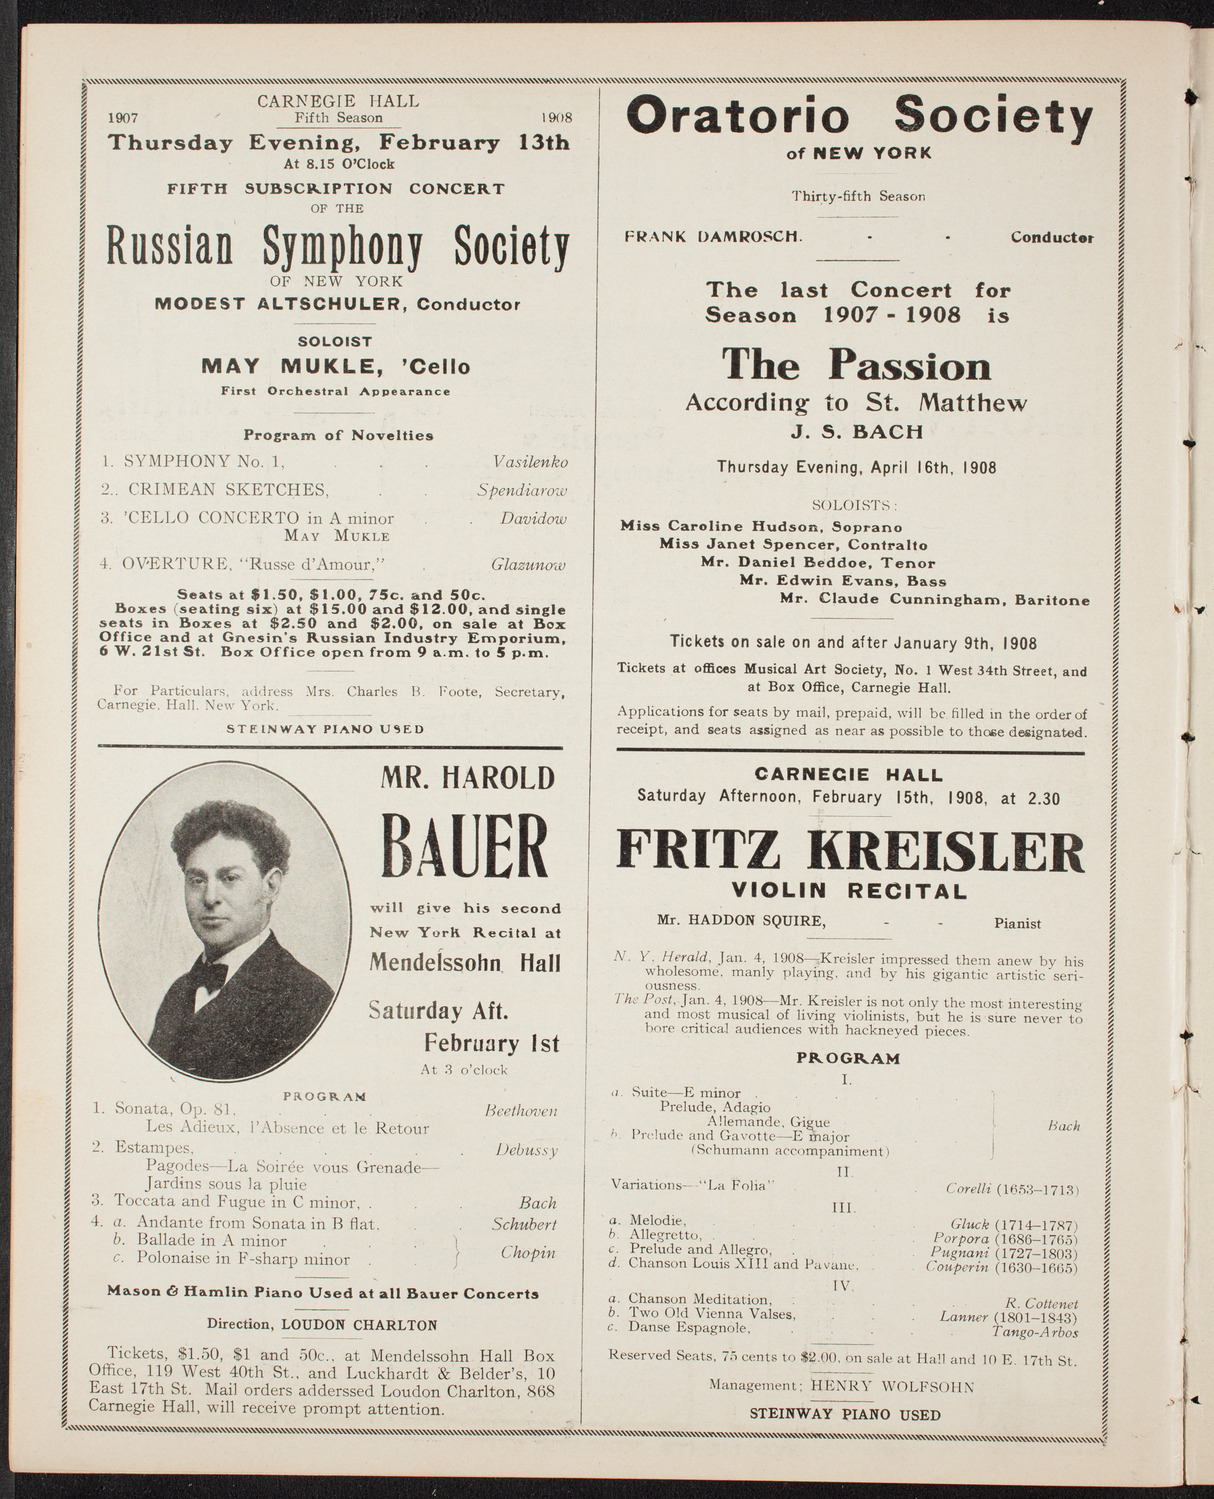 CARNEGIE HALL
1907 Fifth Season 1908
Thursday Evening, February 13th
At 8.15 O'Clock
FIFTH SUBSCRIPTION CONCERT
OF THE
Russian Symphony Society
OF NEW YORK
MODEST ALTSCHULER, Conductor
SOLOIST
MAY MUKLE, 'Cello
First Orchestral Appearance
Program of Novelties
1. SYMPHONY No. 1, . . . Vasilenko
2.. CRIMEAN SKETCHES, . . Spendiarow
3. 'CELLO CONCERTO in A minor . . Davidow
MAY MUKLE
4. OVERTURE, "Russe d'Amour," . Glazunow
Seats at $1.50, $1.00, 75c. and 50c.
Boxes (seating six) at $15.00 and $12.00, and single
seats in Boxes at $2.50 and $2.00, on sale at Box
Office and at Gnesin's Russian Industry Emporium,
6 W. 21st St. Box Office open from 9 a.m. to 5 p.m.
For Particulars, address Mrs. Charles B. Foote, Secretary,
Carnegie, Hall, New York.
STEINWAY PIANO USED
MR. HAROLD
BAUER
will give his second
New York Recital at
Mendelssohn Hall
Saturday Aft.
February 1st
At 3 o'clock
PROGRAM
1. Sonata, Op. 81, . . . Beethoven
Les Adieux, l'Absence et le Retour
2. Estampes, . . . . . Debussy
Pagodes—La Soirée vous Grenade—
Jardins sous la pluie
3. Toccata and Fugue in C minor, . . Bach
4. a. Andante from Sonata in B flat, . . Schubert
b. Ballade in A minor
c. Polonaise in F-sharp minor . Chopin
Mason & Hamlin Piano Used at all Bauer Concerts
Direction, LOUDON CHARLTON
Tickets, $1.50, $1 and 50c., at Mendelssohn Hall Box
Office, 119 West 40th St., and Luckhardt & Belder's, 10
East 17th St. Mail orders adderssed Loudon Charlton, 868
Carnegie Hall, will receive prompt attention.
Oratorio Society
of NEW YORK
Thirty-fifth Season
FRANK DAMROSCH. - - Conductor
The last Concert for
Season 1907-1908 is
The Passion
According to St. Matthew
J. S. BACH
Thursday Evening, April 16th, 1908
SOLOISTS:
Miss Caroline Hudson, Soprano
Miss Janet Spencer, Contralto
Mr. Daniel Beddoe, Tenor
Mr. Edwin Evans, Bass
Mr. Claude Cunningham, Baritone
Tickets on sale on and after January 9th, 1908
Tickets at offices Musical Art Society, No. 1 West 34th Street, and
at Box Office, Carnegie Hall.
Applications for seats by mail, prepaid, will be filled in the order of
receipt, and seats assigned as near as possible to those designated.
CARNEGIE HALL
Saturday Afternoon, February 15th, 1908, at 2.30
FRITZ KREISLER
VIOLIN RECITAL
Mr. HADDON SQUIRE, - - Pianist
N. Y. Herald, Jan. 4, 1908—Kreisler impressed them anew by his
wholesome, manly playing, and by his gigantic artistic seri-
ousness.
The Post, Jan. 4, 1908—Mr. Kreisler is not only the most interesting
and most musical of living violinists, but he is sure never to
bore critical audiences with hackneyed pieces.
PROGRAM
I.
a. Suite—E minor
Prelude, Adagio
Allemande, Gigue
b. Prelude and Gavotte—E major Bach
(Schumann accompaniment)
II.
Variations—"La Folia" . . . Corelli (1653-1713)
III.
a. Melodie, . . . . Gluck (1714-1787)
b. Allegretto, . . . . Porpora (1686-1765)
c. Prelude and Allegro, . . . Pugnani (1727-1803)
d. Chanson Louis XIII and Pavane, . . Couperin (1630-1665)
IV.
a. Chanson Meditation, . . . R. Cottenet
b. Two Old Vienna Valses, . . . Lanner (1801-1843)
c. Danse Espagnole, . . . Tango-Arbos
Reserved Seats, 75 cents to $2.00, on sale at Hall and 10 E. 17th St.
Management; HENRY WOLFSOHN
STEINWAY PIANO USED